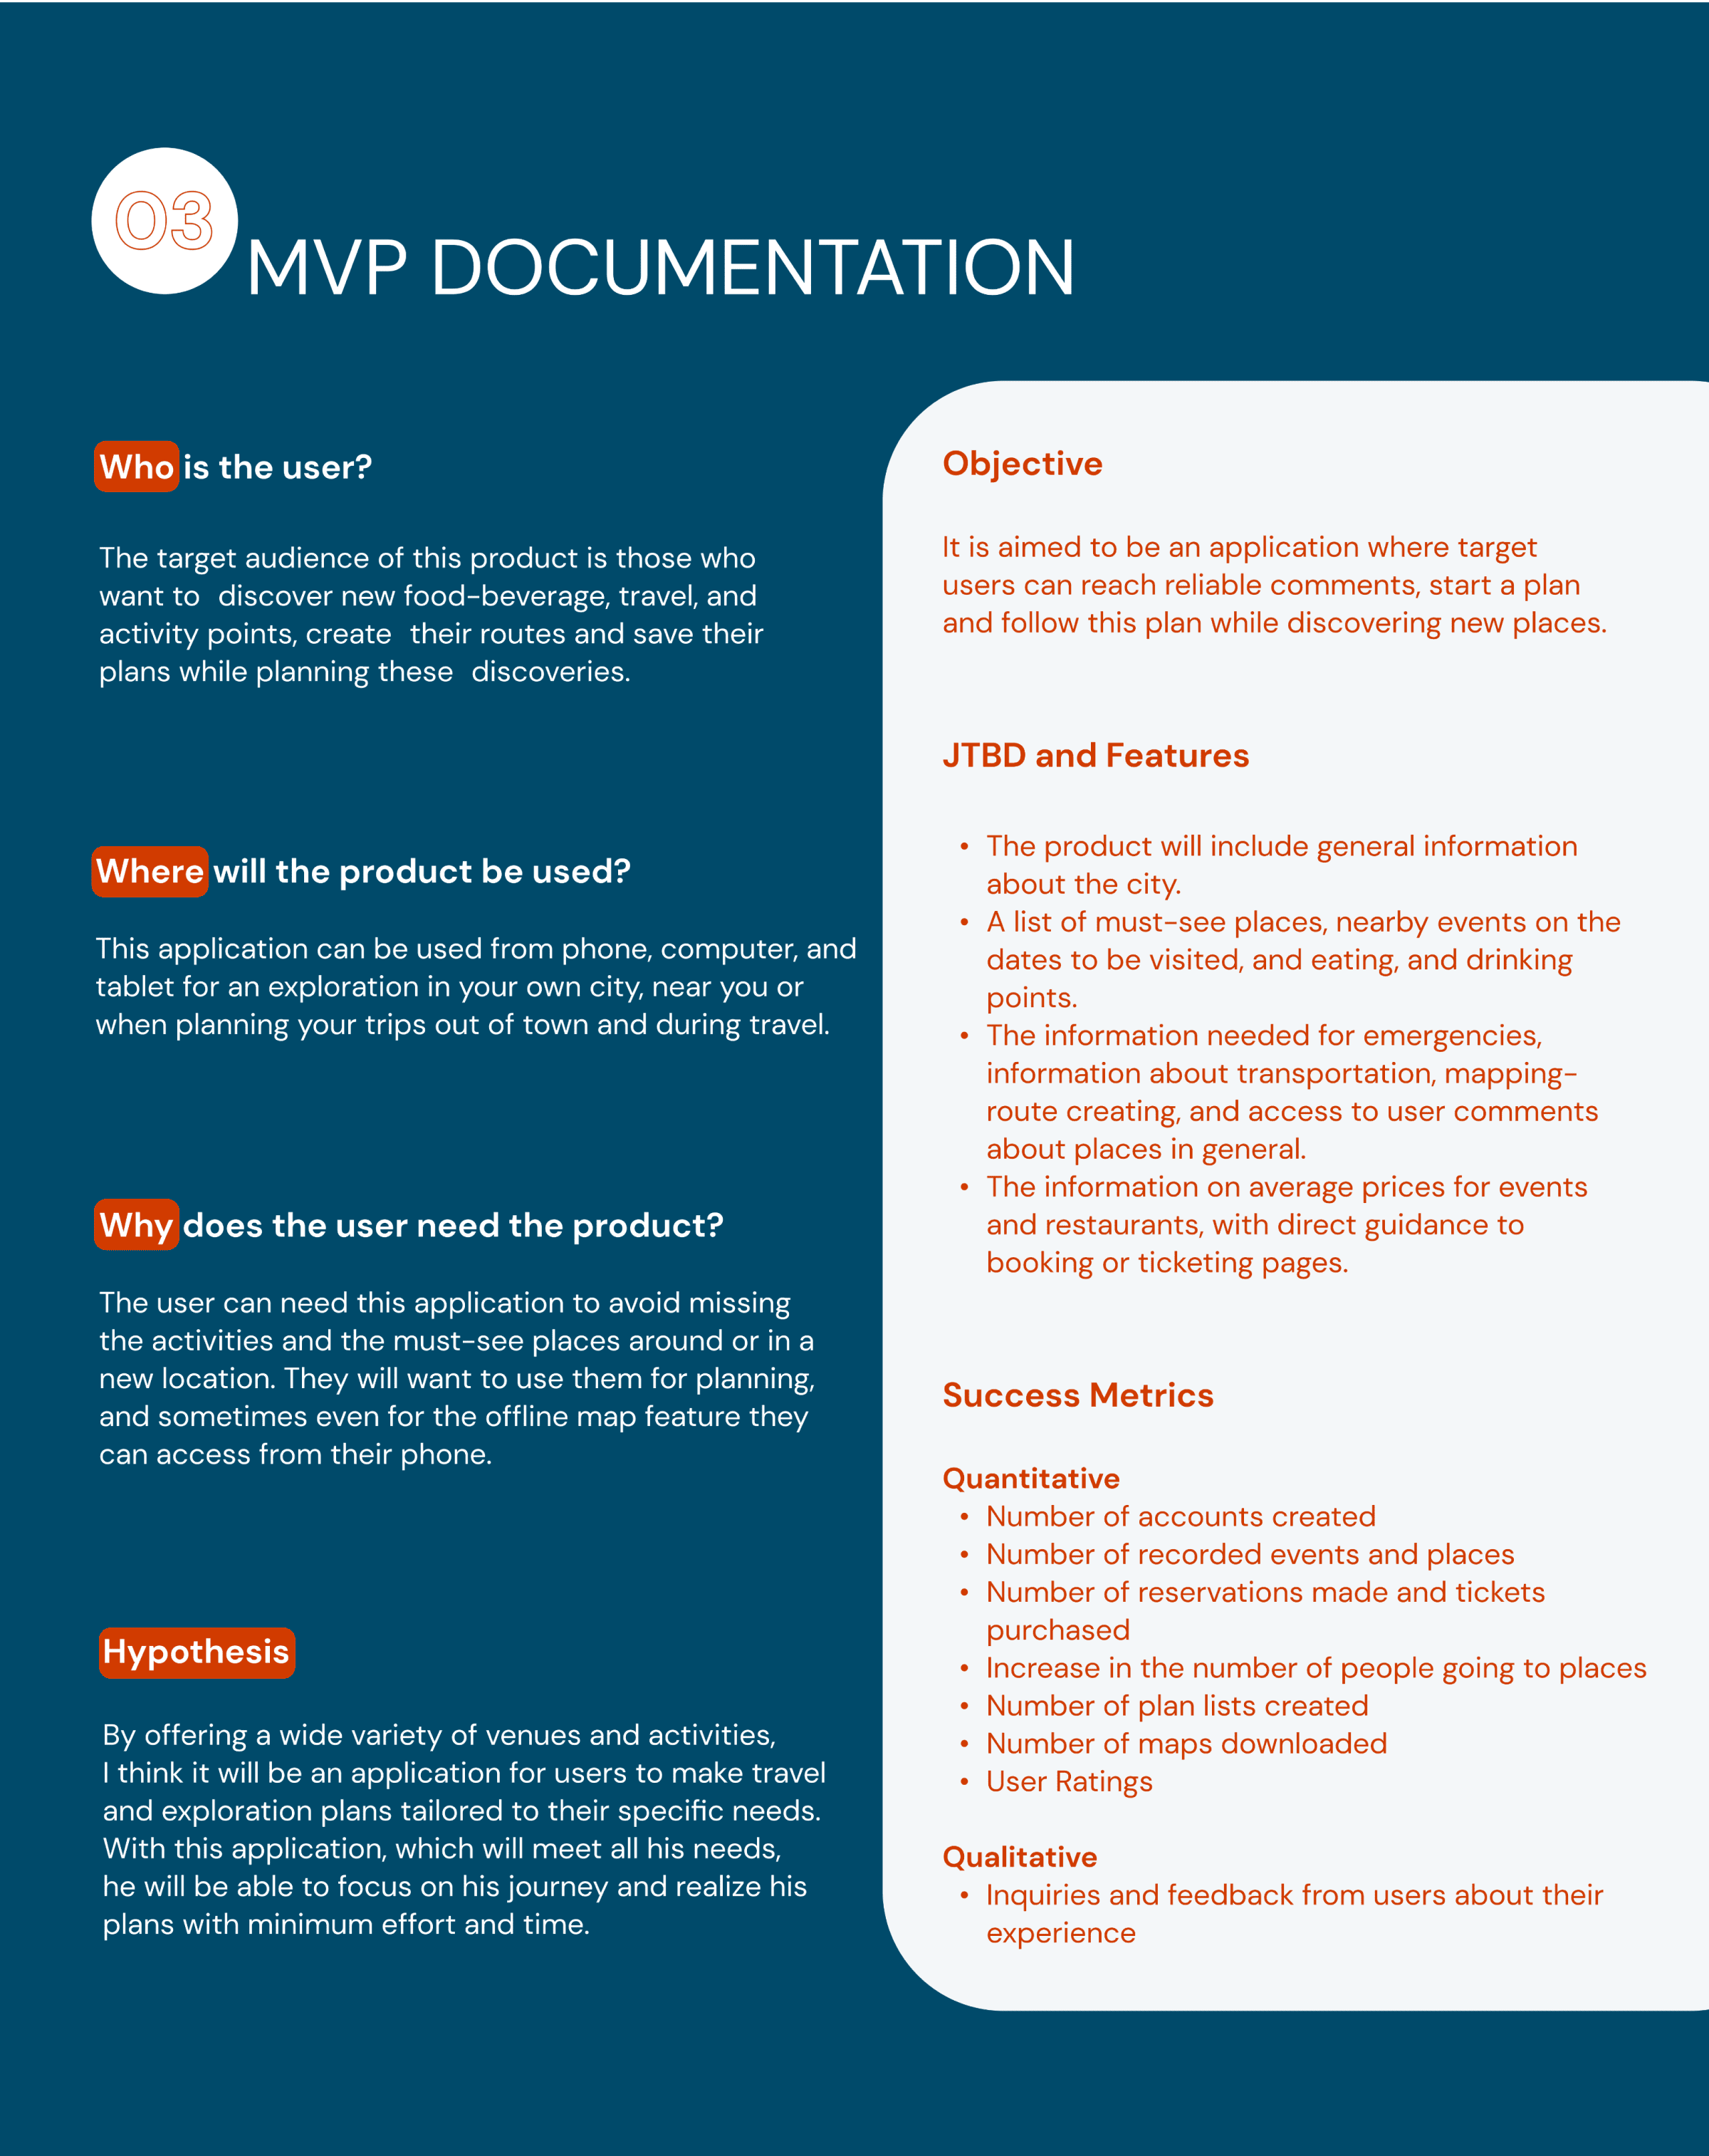 03
MVP DOCUMENTATION
Who is the user?
The target audience of this product is those who
want to discover new food-beverage, travel, and
activity points, create their routes and save their
plans while planning these discoveries.
Where will the product be used?
This application can be used from phone, computer, and
tablet for an exploration in your own city, near you or
when planning your trips out of town and during travel.
Why does the user need the product?
The user can need this application to avoid missing
the activities and the must-see places around or in a
new location. They will want to use them for planning,
and sometimes even for the offline map feature they
can access from their phone.
Hypothesis
By offering a wide variety of venues and activities,
I think it will be an application for users to make travel
and exploration plans tailored to their specific needs.
With this application, which will meet all his needs,
he will be able to focus on his journey and realize his
plans with minimum effort and time.
Objective
It is aimed to be an application where target
users can reach reliable comments, start a plan
and follow this plan while discovering new places.
JTBD and Features
• The product will include general information
about the city.
• A list of must-see places, nearby events on the
dates to be visited, and eating, and drinking
points.
• The information needed for emergencies,
information about transportation, mapping-
route creating, and access to user comments
about places in general.
• The information on average prices for events
and restaurants, with direct guidance to
booking or ticketing pages.
Success Metrics
Quantitative
• Number of accounts created
• Number of recorded events and places
• Number of reservations made and tickets
purchased
• Increase in the number of people going to places
• Number of plan lists created
• Number of maps downloaded
• User Ratings
Qualitative
• Inquiries and feedback from users about their
experience